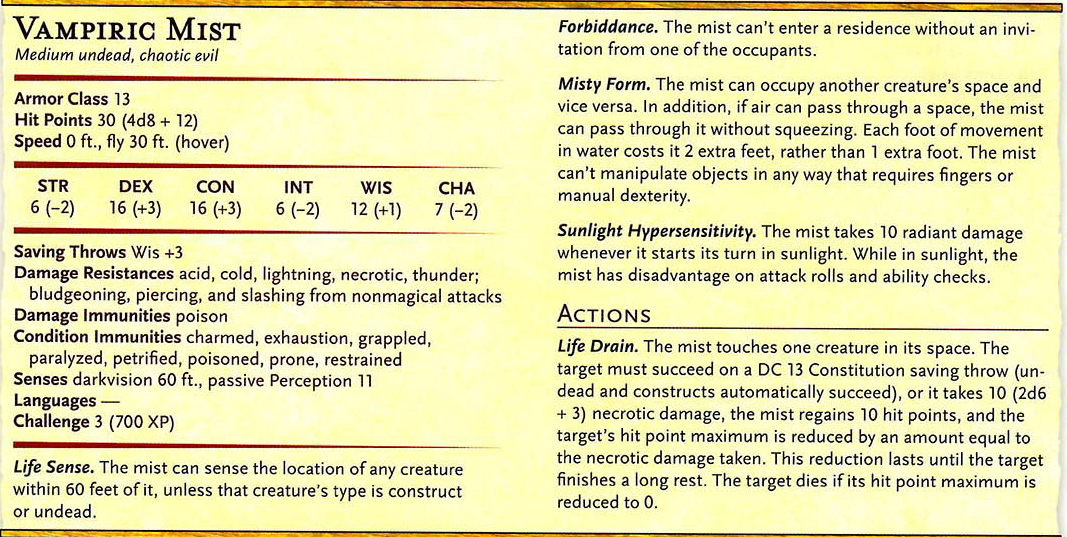 VAMPIRIC MIST
Medium undead, chaotic evil
Armor Class 13
Hit Points 30 (4d8 + 12)
Speed 0 ft., fly 30 ft. (hover)
STR DEX CON INT WIS CHA
6 (–2) 16 (+3) 16 (+3) 6 (–2) 12 (+1) 7 (–2)
Saving Throws Wis +3
Damage Resistances acid, cold, lightning, necrotic, thunder;
bludgeoning, piercing, and slashing from nonmagical attacks
Damage Immunities poison
Condition Immunities charmed, exhaustion, grappled,
paralyzed, petrified, poisoned, prone, restrained
Senses darkvision 60 ft., passive Perception 11
Languages —
Challenge 3 (700 XP)
Life Sense. The mist can sense the location of any creature
within 60 feet of it, unless that creature's type is construct
or undead.
Forbiddance. The mist can't enter a residence without an invi-
tation from one of the occupants.
Misty Form. The mist can occupy another creature's space and
vice versa. In addition, if air can pass through a space, the mist
can pass through it without squeezing. Each foot of movement
in water costs it 2 extra feet, rather than 1 extra foot. The mist
can't manipulate objects in any way that requires fingers or
manual dexterity.
Sunlight Hypersensitivity. The mist takes 10 radiant damage
whenever it starts its turn in sunlight. While in sunlight, the
mist has disadvantage on attack rolls and ability checks.
ACTIONS
Life Drain. The mist touches one creature in its space. The
target must succeed on a DC 13 Constitution saving throw (un-
dead and constructs automatically succeed), or it takes 10 (2d6
+ 3) necrotic damage, the mist regains 10 hit points, and the
target's hit point maximum is reduced by an amount equal to
the necrotic damage taken. This reduction lasts until the target
finishes a long rest. The target dies if its hit point maximum is
reduced to 0.